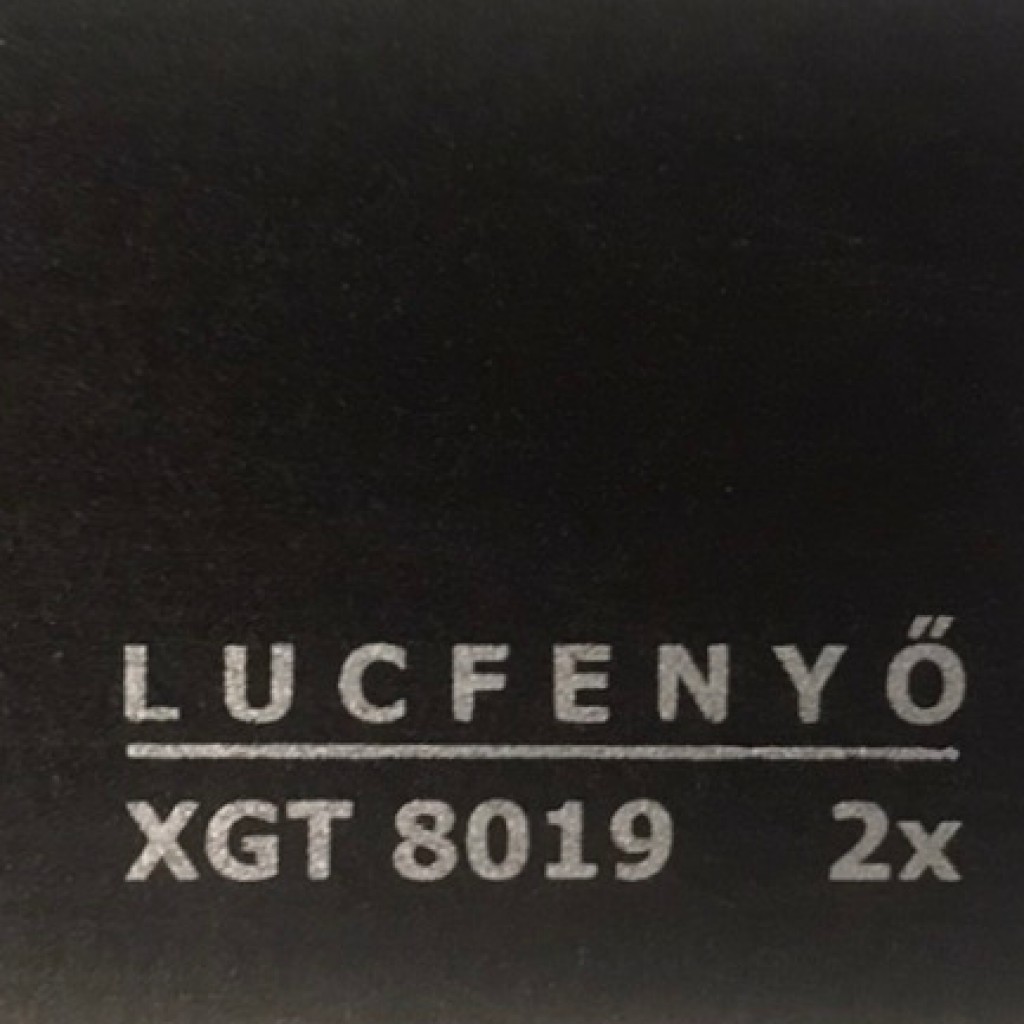 LUCFENYŐ
XGT 8019 2x